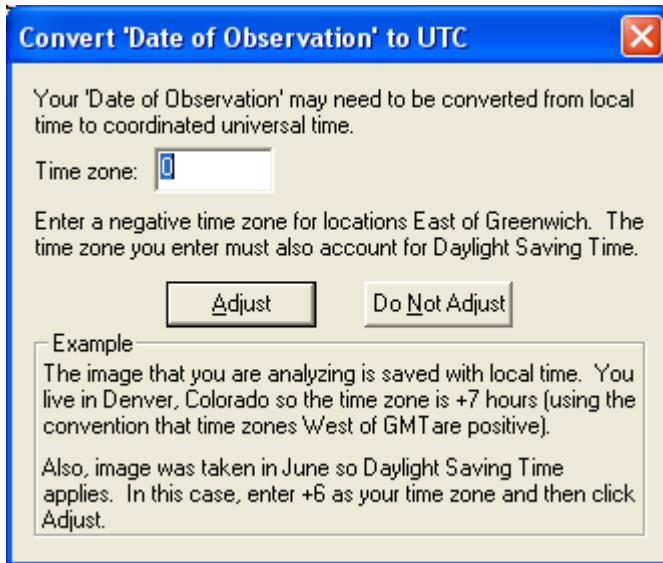 Convert 'Date of Observation' to UTC
Your 'Date of Observation' may need to be converted from local
time to coordinated universal time.
Time zone: 0
Enter a negative time zone for locations East of Greenwich. The
time zone you enter must also account for Daylight Saving Time.
Adjust Do Not Adjust
Example
The image that you are analyzing is saved with local time. You
live in Denver, Colorado so the time zone is +7 hours (using the
convention that time zones West of GMT are positive).
Also, image was taken in June so Daylight Saving Time
applies. In this case, enter +6 as your time zone and then click
Adjust.